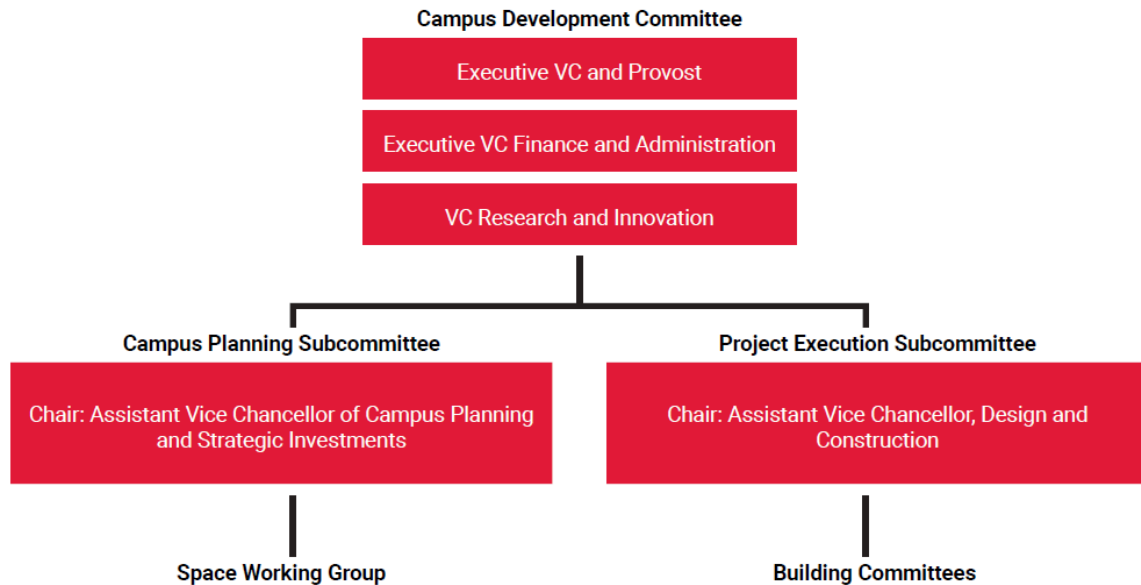 Campus Development Committee
Executive VC and Provost
Executive VC Finance and Administration
VC Research and Innovation
Campus Planning Subcommittee
Chair: Assistant Vice Chancellor of Campus Planning
and Strategic Investments
Project Execution Subcommittee
Chair: Assistant Vice Chancellor, Design and
Construction
Space Working Group
Building Committees